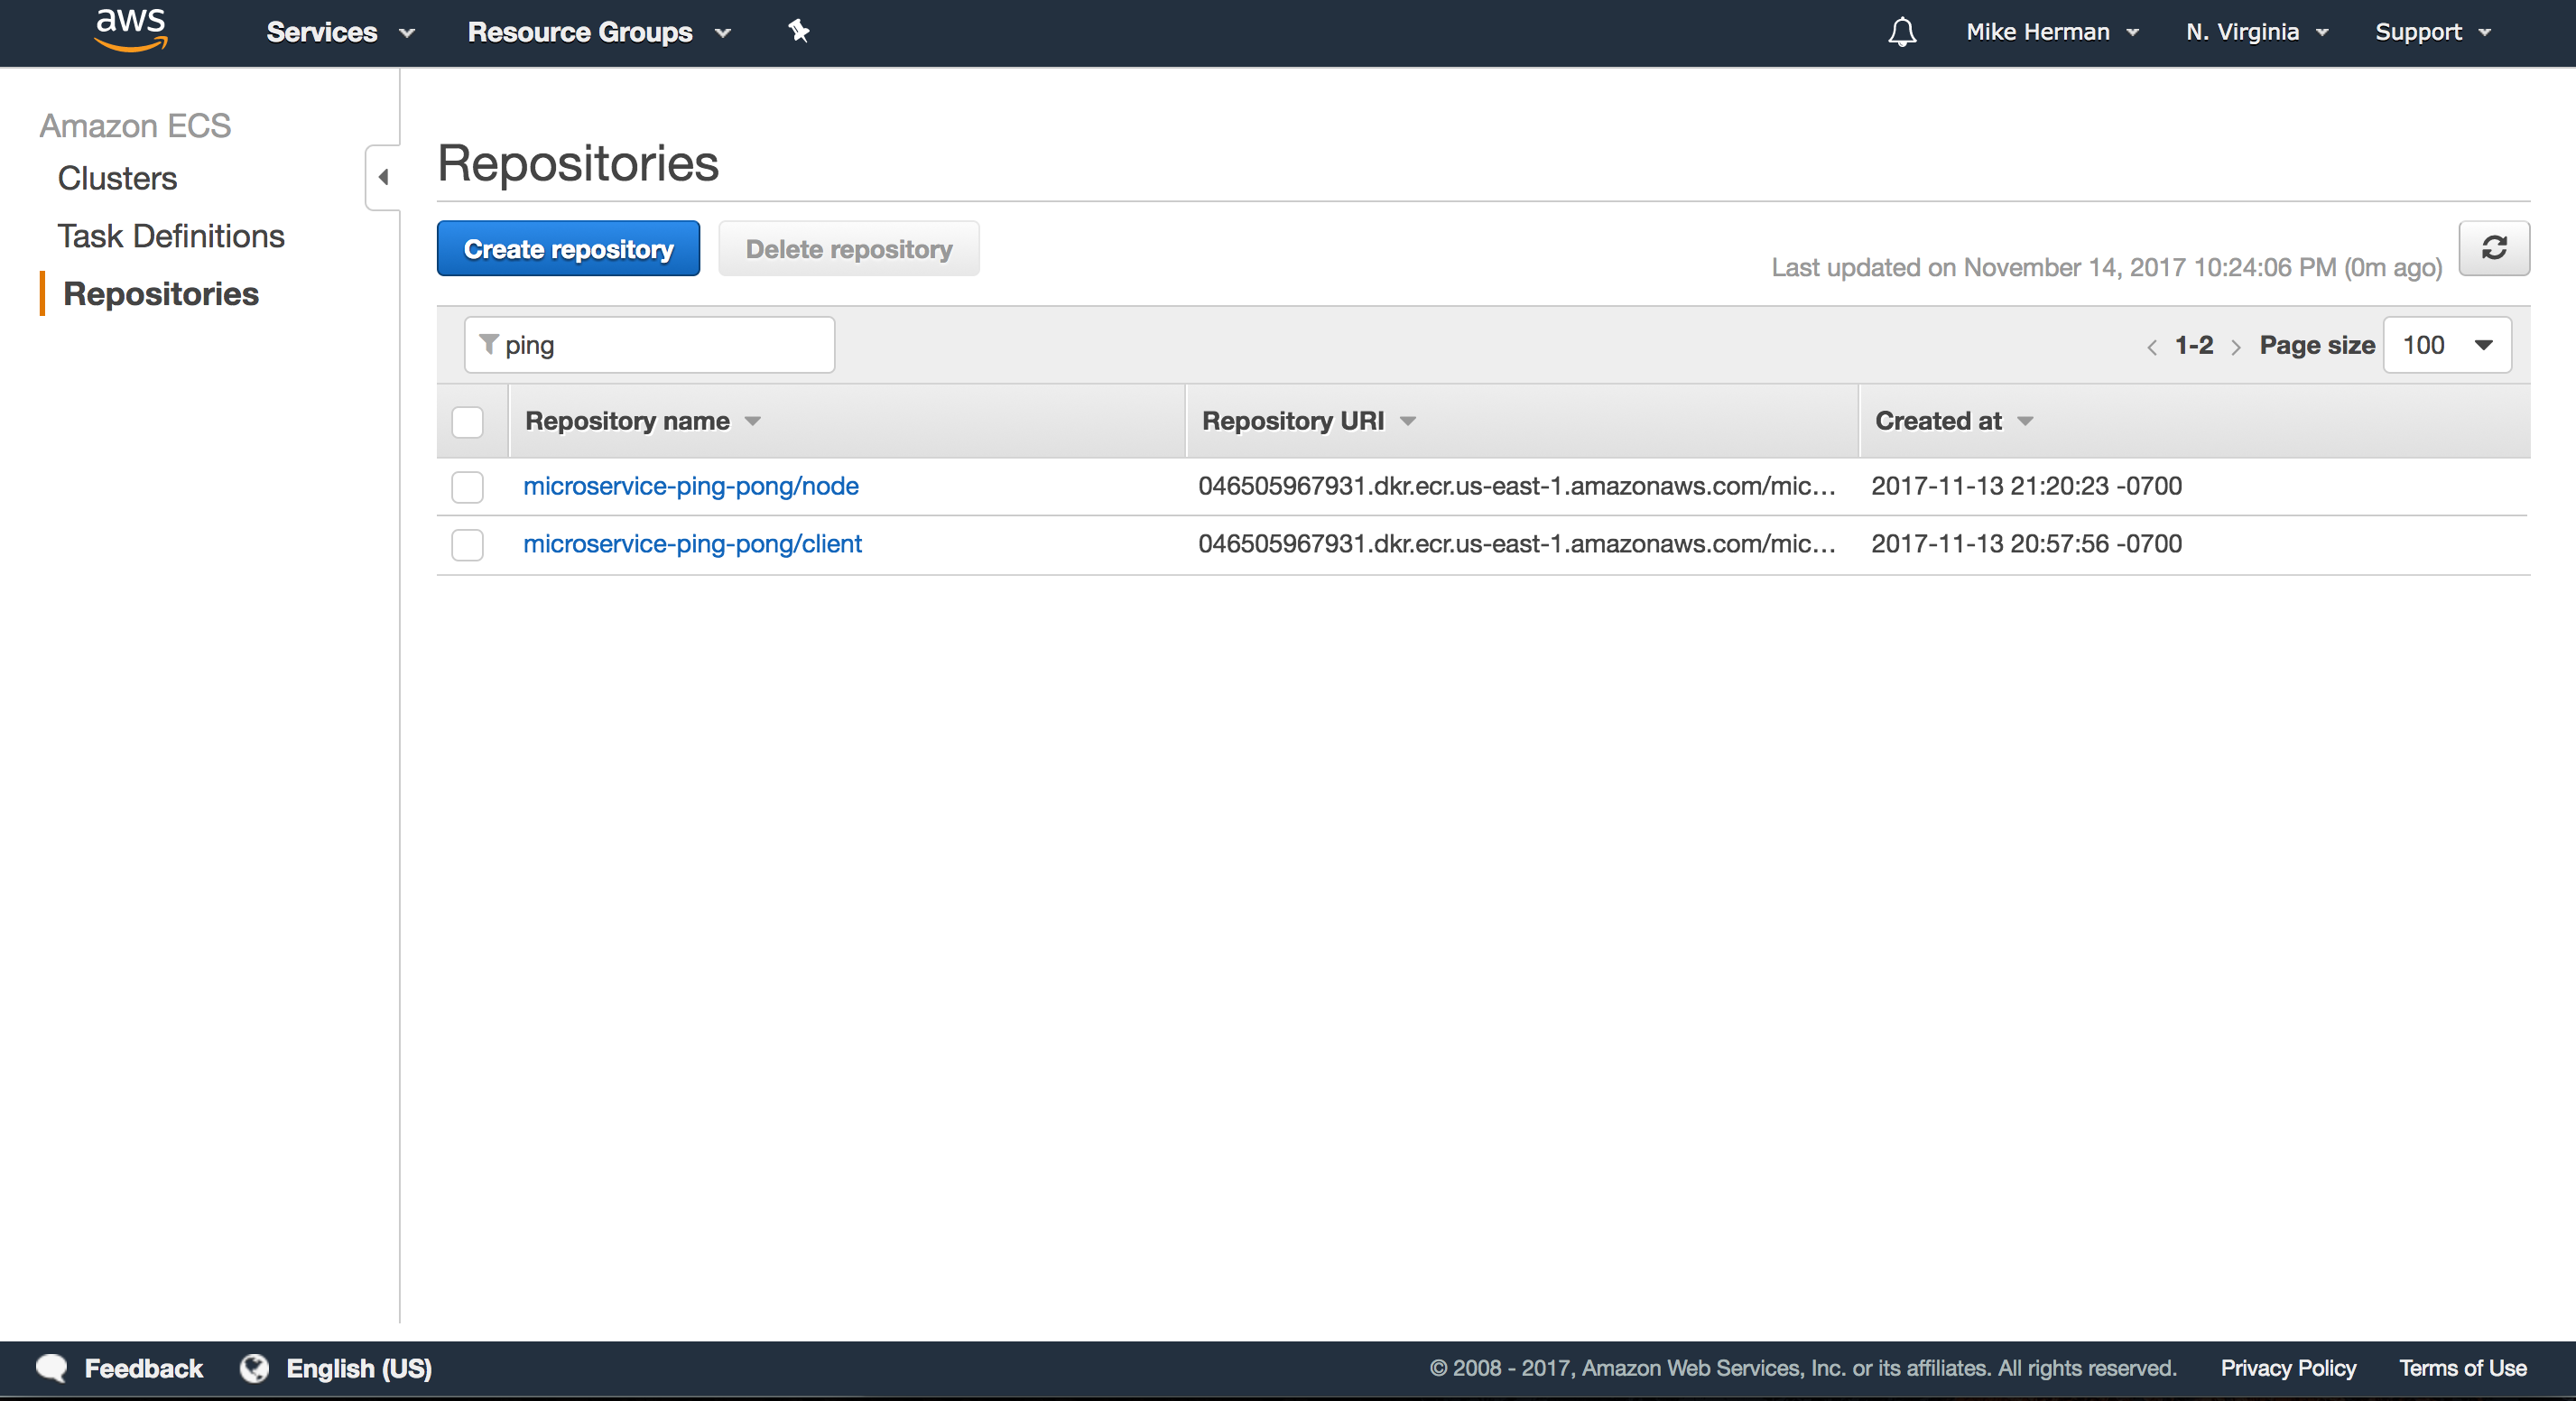 aws Services Resource Groups Mike Herman N. Virginia Support
Amazon ECS
Clusters
Task Definitions
Repositories
Repositories
Create repository Delete repository
Last updated on November 14, 2017 10:24:06 PM (0m ago)
ping 1-2 Page size 100
Repository name Repository URI Created at
microservice-ping-pong/node 046505967931.dkr.ecr.us-east-1.amazonaws.com/mic... 2017-11-13 21:20:23 -0700
microservice-ping-pong/client 046505967931.dkr.ecr.us-east-1.amazonaws.com/mic... 2017-11-13 20:57:56 -0700
Feedback English (US) © 2008 - 2017, Amazon Web Services, Inc. or its affiliates. All rights reserved. Privacy Policy Terms of Use